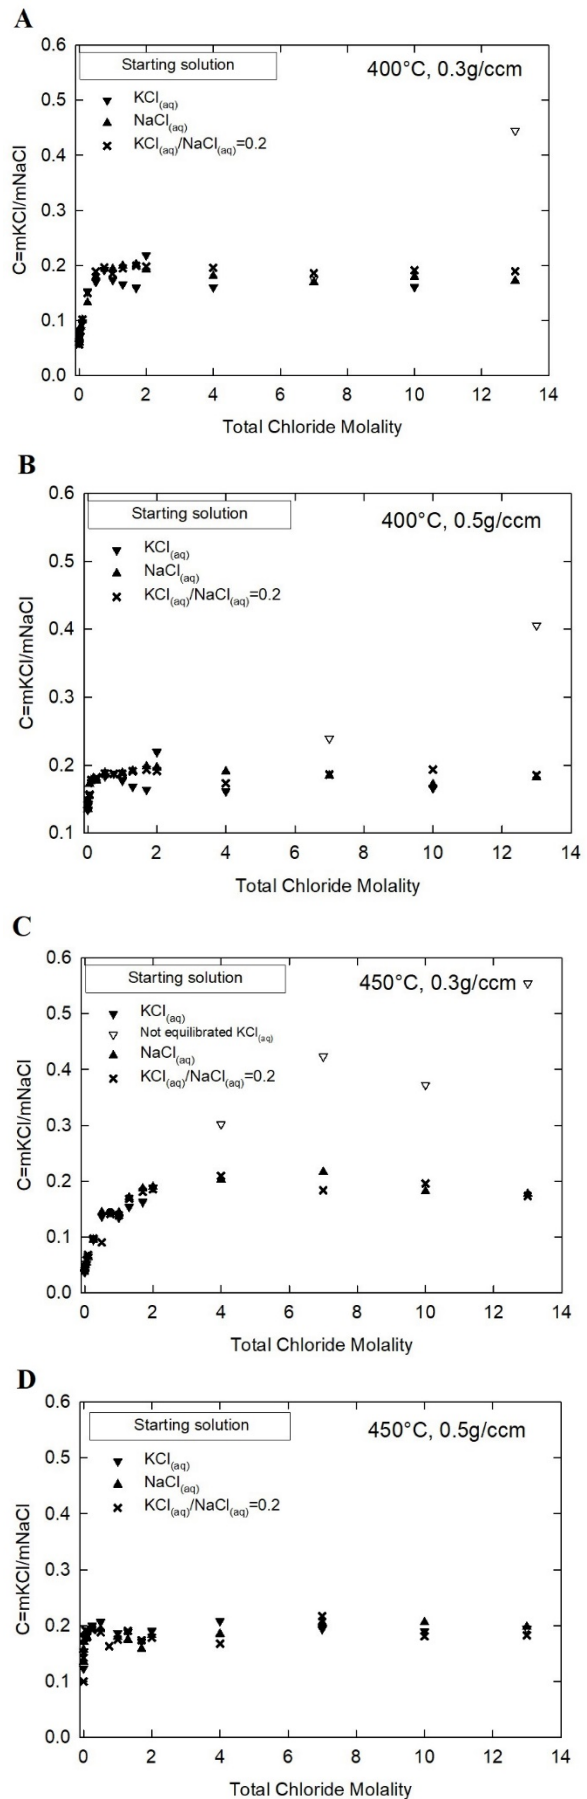 A
0.6
Starting solution
400°C, 0.3g/ccm
0.5
KCl(aq)
NaCl(aq)
0.4
KCl(aq)/NaCl(aq)=0.2
0.3
C=mKCl/mNaCl
0.2
0.1
0.0
0 2 4 6 8 10 12 14
Total Chloride Molality
B
0.6
Starting solution
400°C, 0.5g/ccm
KCl(aq)
0.5
NaCl(aq)
KCl(aq)/NaCl(aq)=0.2
0.4
C=mKCl/mNaCl
0.3
0.2
0.1
0 2 4 6 8 10 12 14
Total Chloride Molality
C
0.6
Starting solution
450°C, 0.3g/ccm
KCl(aq)
0.5
Not equilibrated KCl(aq)
NaCl(aq)
0.4
KCl(aq)/NaCl(aq)=0.2
C=mKCl/mNaCl
0.3
0.2
0.1
0.0
0 2 4 6 8 10 12 14
Total Chloride Molality
D
0.6
Starting solution
450°C, 0.5g/ccm
0.5
KCl(aq)
NaCl(aq)
0.4
KCl(aq)/NaCl(aq)=0.2
C=mKCl/mNaCl
0.3
0.2
0.1
0.0
0 2 4 6 8 10 12 14
Total Chloride Molality